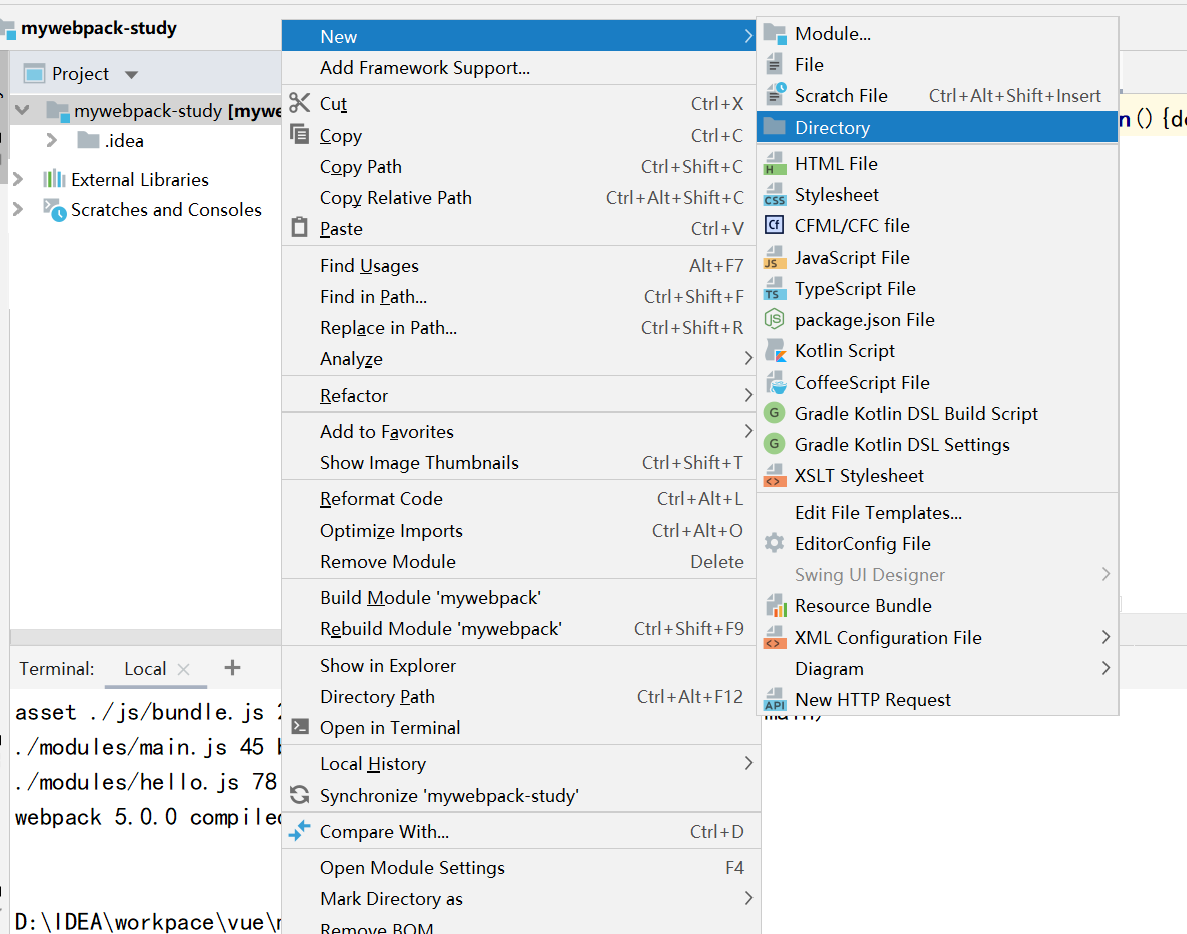 mywebpack-study
Project
mywebpack-study [mywe
.idea
External Libraries
Scratches and Consoles
New
Add Framework Support...
Cut Ctrl+X
Copy Ctrl+C
Copy Path Ctrl+Shift+C
Copy Relative Path Ctrl+Alt+Shift+C
Paste Ctrl+V
Find Usages Alt+F7
Find in Path... Ctrl+Shift+F
Replace in Path... Ctrl+Shift+R
Analyze
Refactor
Add to Favorites
Show Image Thumbnails Ctrl+Shift+T
Reformat Code Ctrl+Alt+L
Optimize Imports Ctrl+Alt+O
Remove Module Delete
Build Module 'mywebpack'
Rebuild Module 'mywebpack' Ctrl+Shift+F9
Show in Explorer
Directory Path Ctrl+Alt+F12
Open in Terminal
Local History
Synchronize 'mywebpack-study'
Compare With... Ctrl+D
Open Module Settings F4
Mark Directory as
Remove BOM
Module...
File
Scratch File Ctrl+Alt+Shift+Insert
Directory
HTML File
Stylesheet
CFML/CFC file
JavaScript File
TypeScript File
package.json File
Kotlin Script
CoffeeScript File
Gradle Kotlin DSL Build Script
Gradle Kotlin DSL Settings
XSLT Stylesheet
Edit File Templates...
EditorConfig File
Swing UI Designer
Resource Bundle
XML Configuration File
Diagram
New HTTP Request
n() {d
Terminal: Local
asset ./js/bundle.js 2
./modules/main.js 45
./modules/hello.js 78
webpack 5.0.0 compiled
D:\IDEA\workpace\vue\